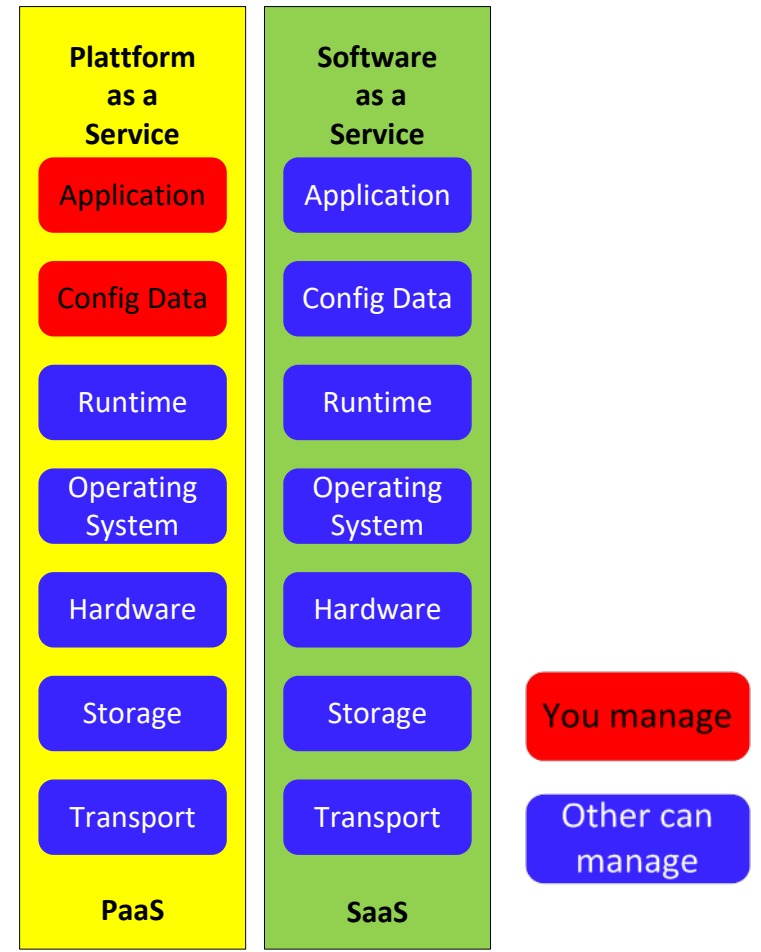 Plattform
as a
Service
Application
Config Data
Runtime
Operating
System
Hardware
Storage
Transport
PaaS
Software
as a
Service
Application
Config Data
Runtime
Operating
System
Hardware
Storage
Transport
SaaS
You manage
Other can
manage